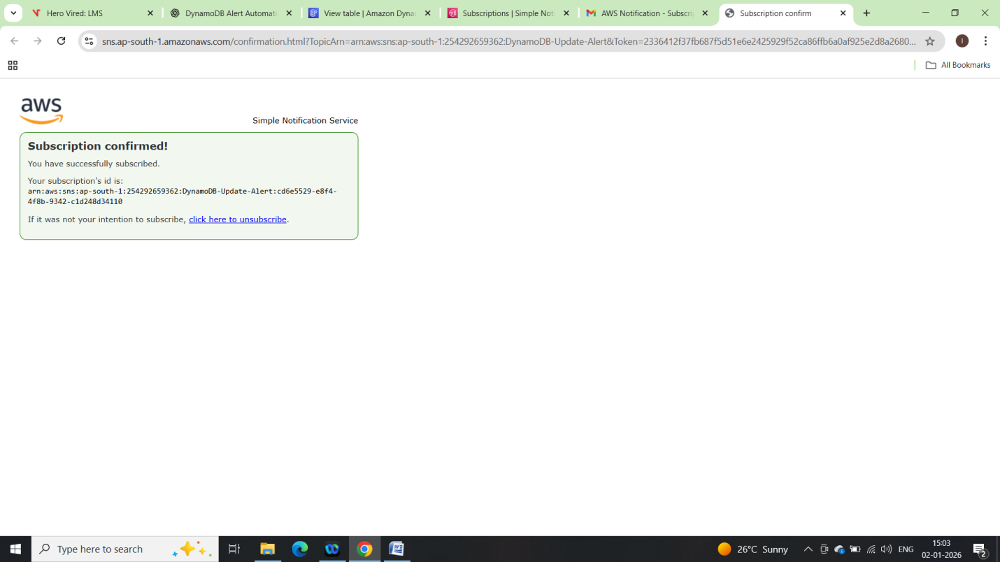 Hero Vired: LMS
DynamoDB Alert Automati
View table | Amazon Dynam
Subscriptions | Simple Noti
AWS Notification - Subscrip
Subscription confirm
sns.ap-south-1.amazonaws.com/confirmation.html?TopicArn=arn:aws:sns:ap-south-1:254292659362:DynamoDB-Update-Alert&Token=2336412f37fb687f5d51e6e2425929f52ca86ffb6a0af925e2d8a2680...
I
All Bookmarks
aws
Simple Notification Service
Subscription confirmed!
You have successfully subscribed.
Your subscription's id is:
arn:aws:sns:ap-south-1:254292659362:DynamoDB-Update-Alert:cd6e5529-e8f4-
4f8b-9342-c1d248d34110
If it was not your intention to subscribe, click here to unsubscribe.
Type here to search
26°C Sunny
ENG
15:03
02-01-2026
2